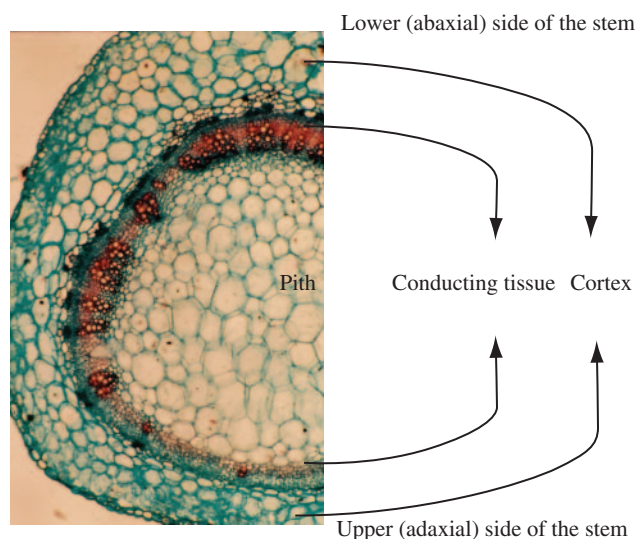 Lower (abaxial) side of the stem
Pith
Conducting tissue
Cortex
Upper (adaxial) side of the stem